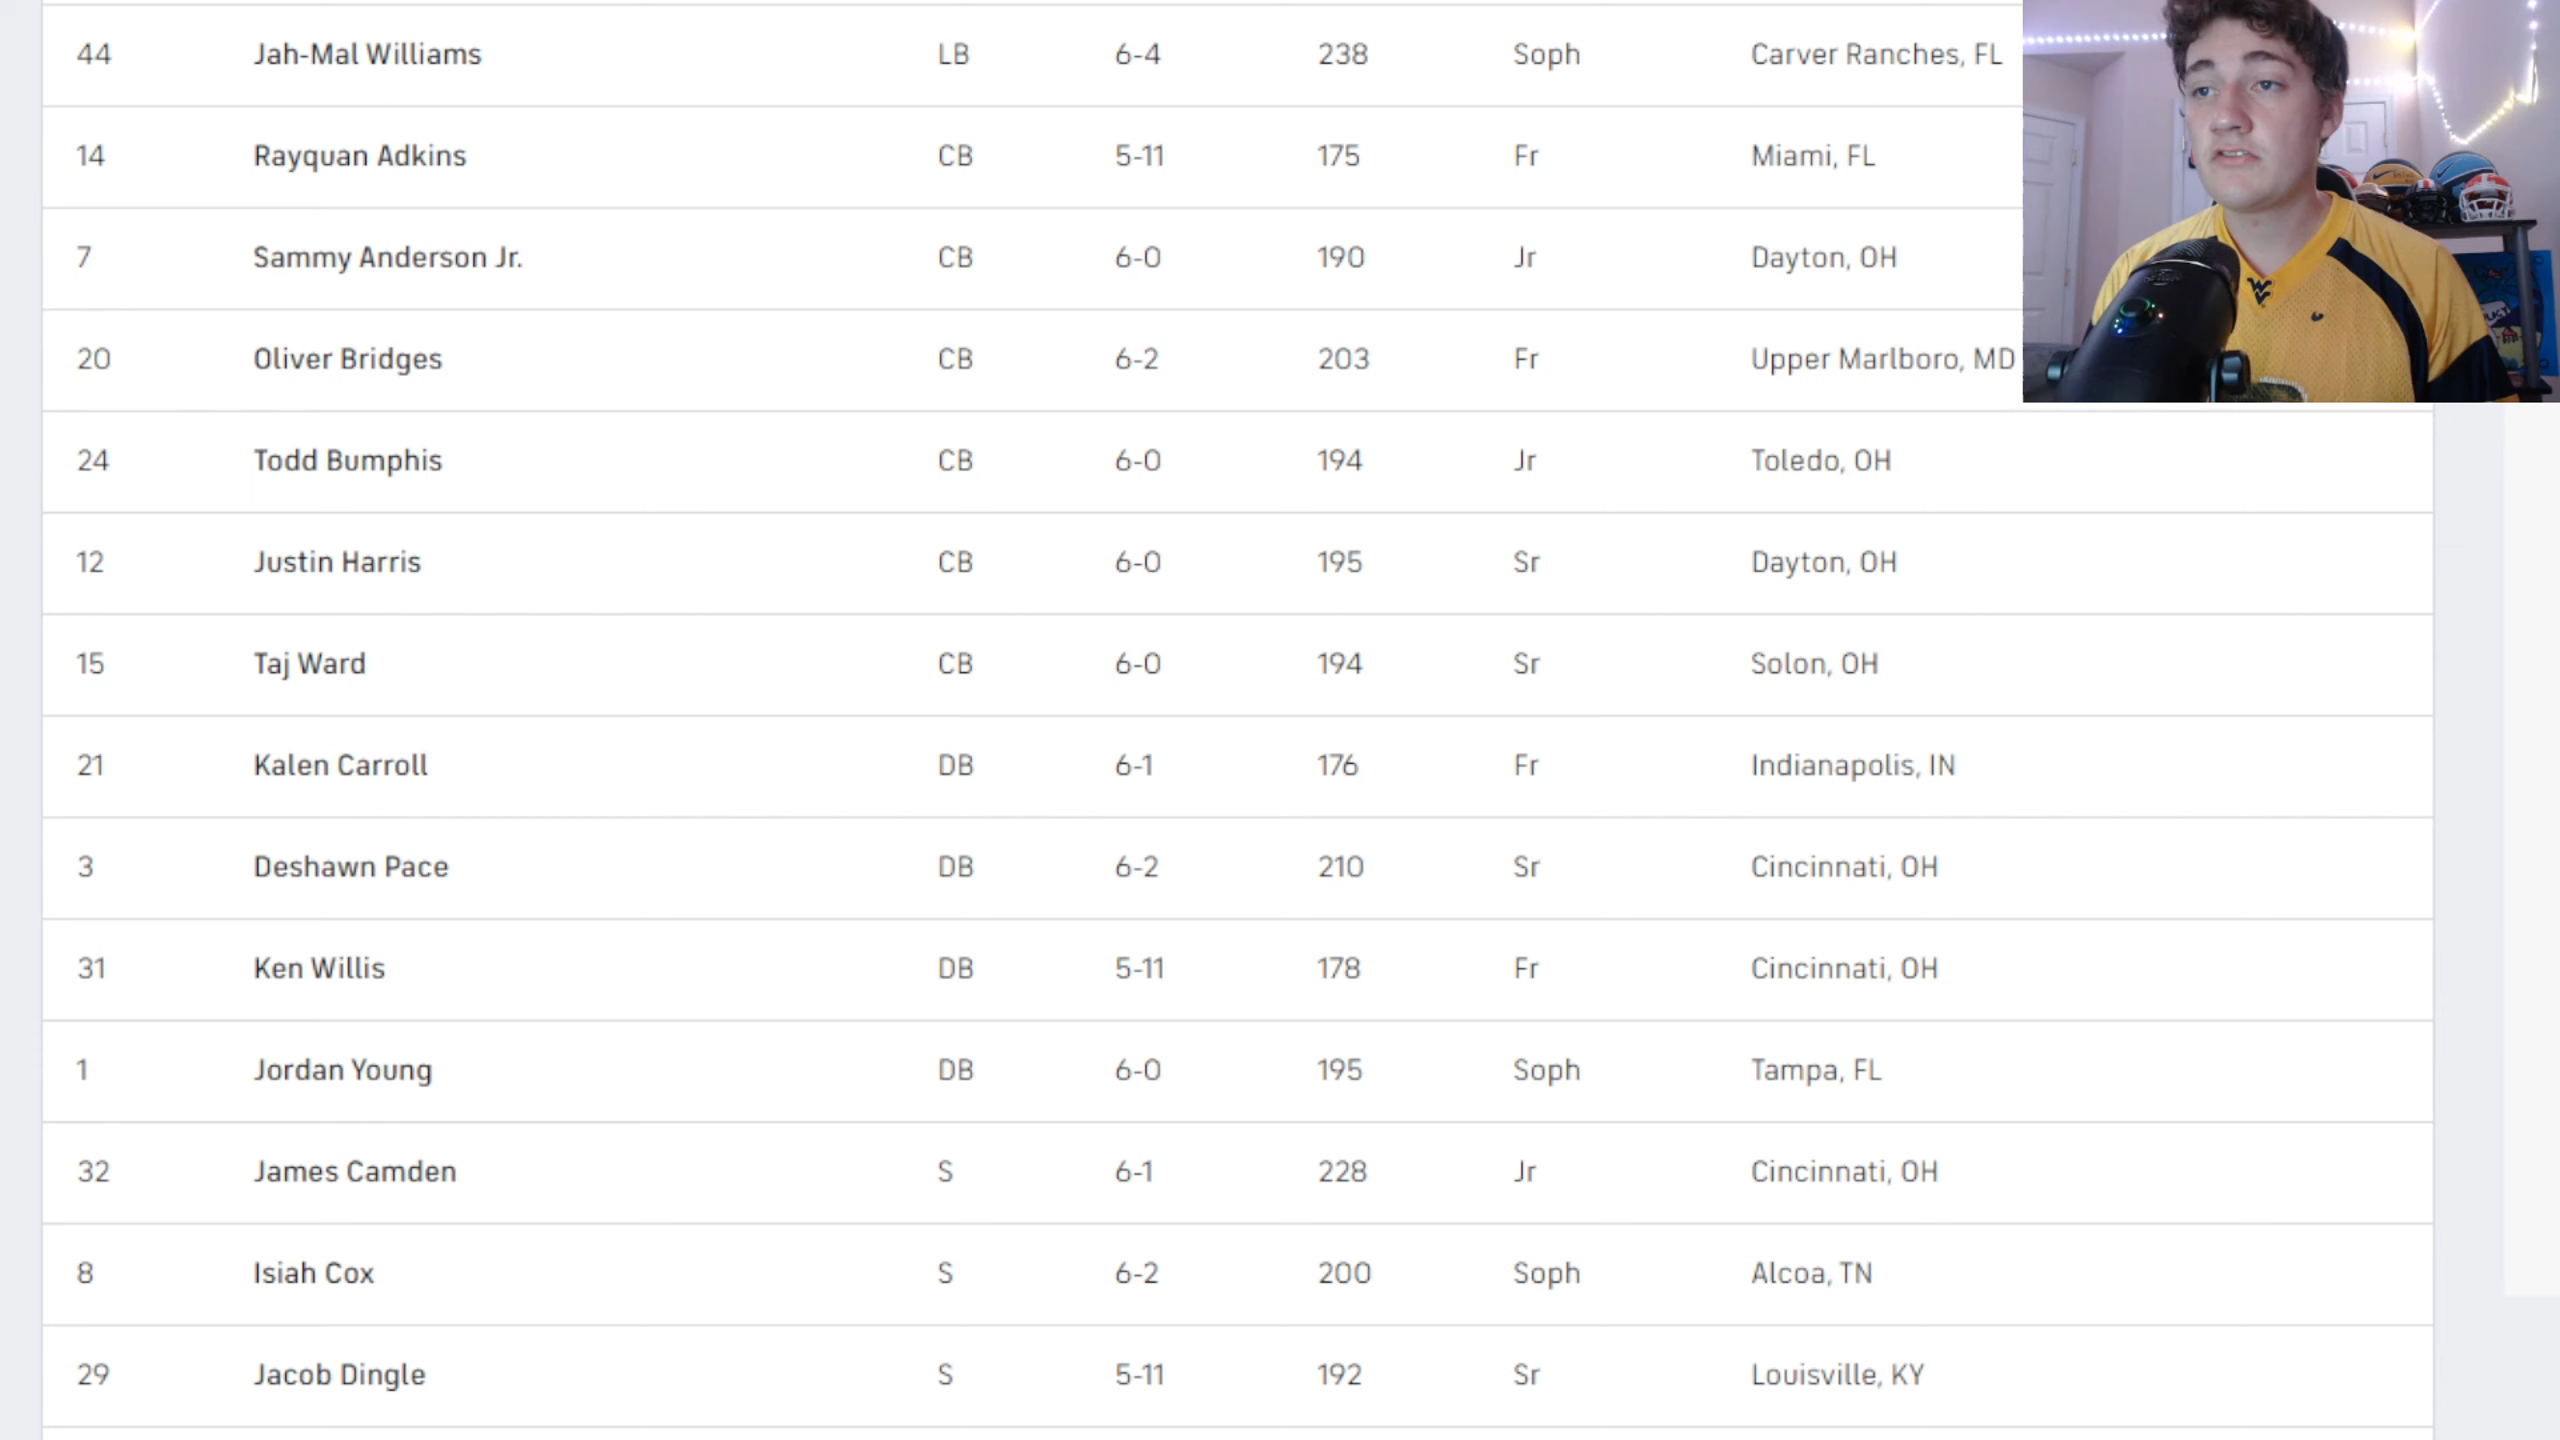 44 Jah-Mal Williams LB 6-4 238 Soph Carver Ranches, FL
14 Rayquan Adkins CB 5-11 175 Fr Miami, FL
7 Sammy Anderson Jr. CB 6-0 190 Jr Dayton, OH
20 Oliver Bridges CB 6-2 203 Fr Upper Marlboro, MD
24 Todd Bumphis CB 6-0 194 Jr Toledo, OH
12 Justin Harris CB 6-0 195 Sr Dayton, OH
15 Taj Ward CB 6-0 194 Sr Solon, OH
21 Kalen Carroll DB 6-1 176 Fr Indianapolis, IN
3 Deshawn Pace DB 6-2 210 Sr Cincinnati, OH
31 Ken Willis DB 5-11 178 Fr Cincinnati, OH
1 Jordan Young DB 6-0 195 Soph Tampa, FL
32 James Camden S 6-1 228 Jr Cincinnati, OH
8 Isiah Cox S 6-2 200 Soph Alcoa, TN
29 Jacob Dingle S 5-11 192 Sr Louisville, KY
WV